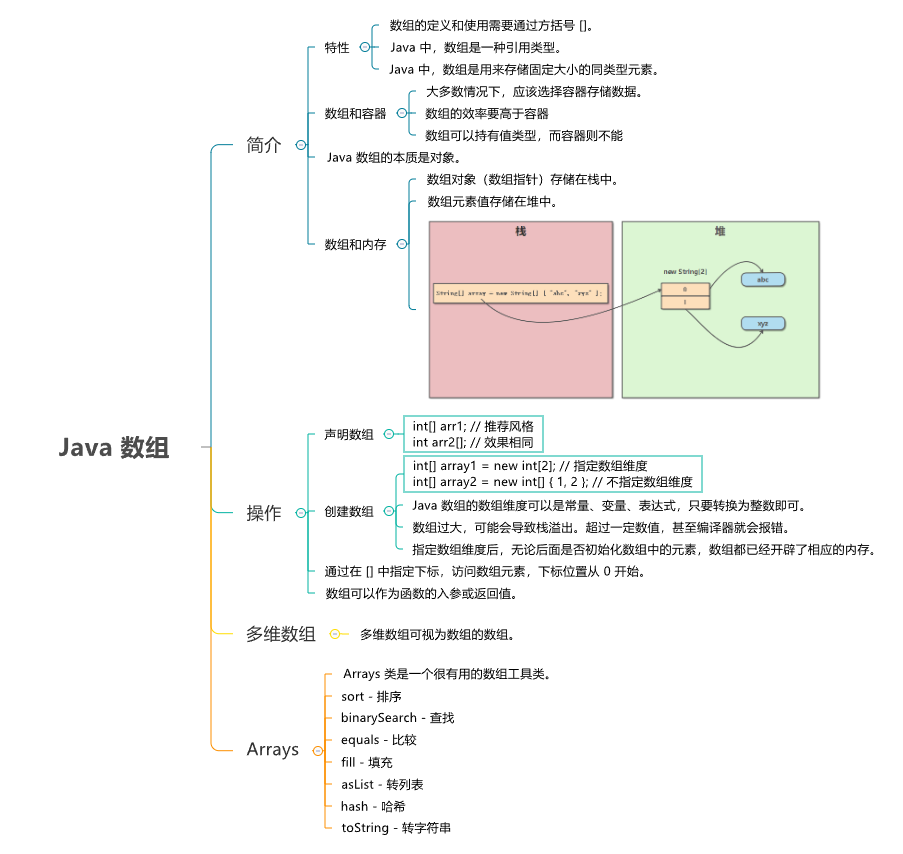 Java 数组
简介
特性
数组的定义和使用需要通过方括号 []。
Java 中，数组是一种引用类型。
Java 中，数组是用来存储固定大小的同类型元素。
数组和容器
大多数情况下，应该选择容器存储数据。
数组的效率要高于容器
数组可以持有值类型，而容器则不能
Java 数组的本质是对象。
数组和内存
数组对象（数组指针）存储在栈中。
数组元素值存储在堆中。
栈
String[] array = new String[] { "abc", "xyz" };
堆
new String[2]
0
1
abc
xyz
操作
声明数组
int[] arr1; // 推荐风格
int arr2[]; // 效果相同
创建数组
int[] array1 = new int[2]; // 指定数组维度
int[] array2 = new int[] { 1, 2 }; // 不指定数组维度
Java 数组的数组维度可以是常量、变量、表达式，只要转换为整数即可。
数组过大，可能会导致栈溢出。超过一定数值，甚至编译器就会报错。
指定数组维度后，无论后面是否初始化数组中的元素，数组都已经开辟了相应的内存。
通过在 [] 中指定下标，访问数组元素，下标位置从 0 开始。
数组可以作为函数的入参或返回值。
多维数组
多维数组可视为数组的数组。
Arrays
Arrays 类是一个很有用的数组工具类。
sort - 排序
binarySearch - 查找
equals - 比较
fill - 填充
asList - 转列表
hash - 哈希
toString - 转字符串